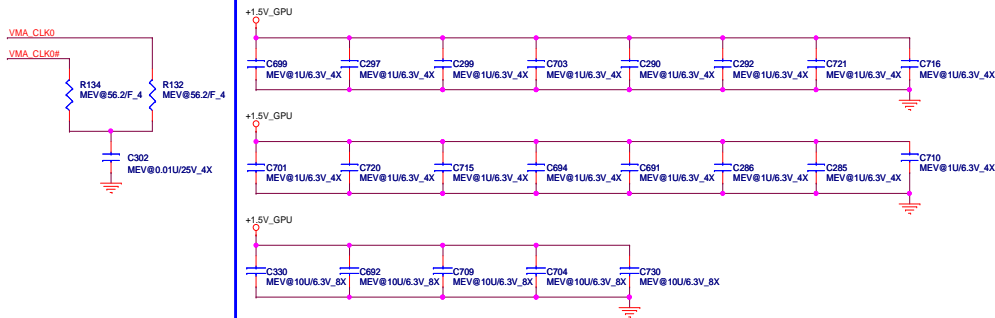 VMA_CLK0
VMA_CLK0#
R134
MEV@56.2/F_4
R132
MEV@56.2/F_4
C302
MEV@0.01U/25V_4X
+1.5V_GPU
C699
MEV@1U/6.3V_4X
C297
MEV@1U/6.3V_4X
C299
MEV@1U/6.3V_4X
C703
MEV@1U/6.3V_4X
C290
MEV@1U/6.3V_4X
C292
MEV@1U/6.3V_4X
C721
MEV@1U/6.3V_4X
C716
MEV@1U/6.3V_4X
+1.5V_GPU
C701
MEV@1U/6.3V_4X
C720
MEV@1U/6.3V_4X
C715
MEV@1U/6.3V_4X
C694
MEV@1U/6.3V_4X
C691
MEV@1U/6.3V_4X
C286
MEV@1U/6.3V_4X
C285
MEV@1U/6.3V_4X
C710
MEV@1U/6.3V_4X
+1.5V_GPU
C330
MEV@10U/6.3V_8X
C692
MEV@10U/6.3V_8X
C709
MEV@10U/6.3V_8X
C704
MEV@10U/6.3V_8X
C730
MEV@10U/6.3V_8X